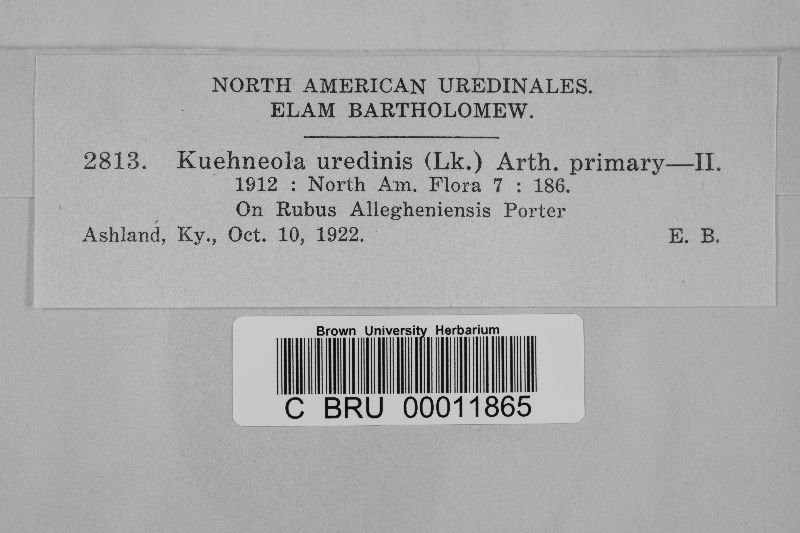 NORTH AMERICAN UREDINALES.
ELAM BARTHOLOMEW.
2813. Kuehneola uredinis (Lk.) Arth. primary—II.
1912 : North Am. Flora 7 : 186.
On Rubus Allegheniensis Porter
Ashland, Ky., Oct. 10, 1922. E. B.
Brown University Herbarium
C BRU 00011865